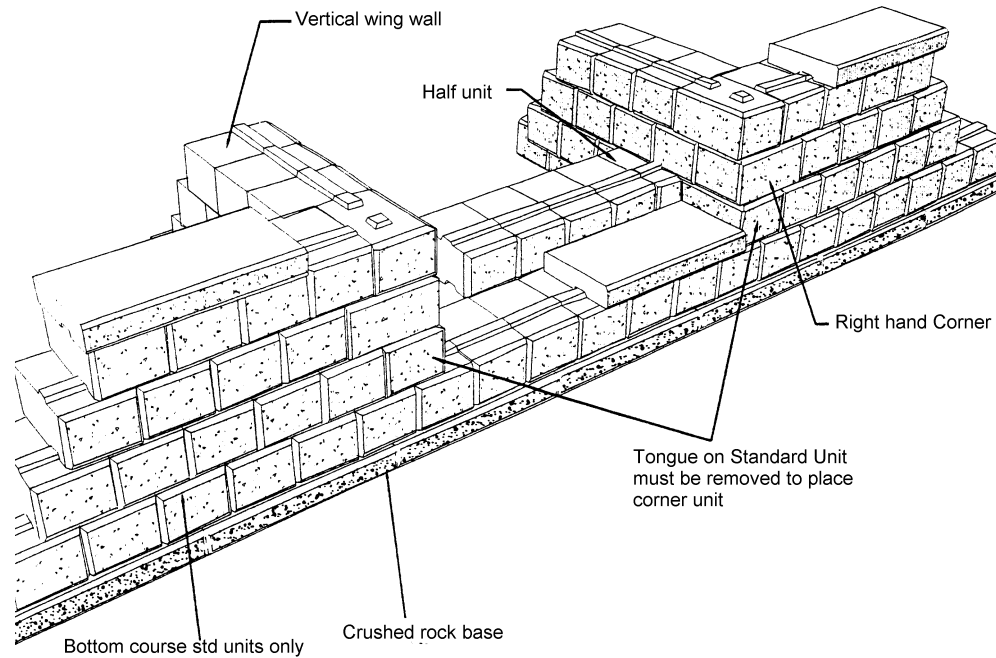 Vertical wing wall
Half unit
Right hand Corner
Tongue on Standard Unit
must be removed to place
corner unit
Crushed rock base
Bottom course std units only